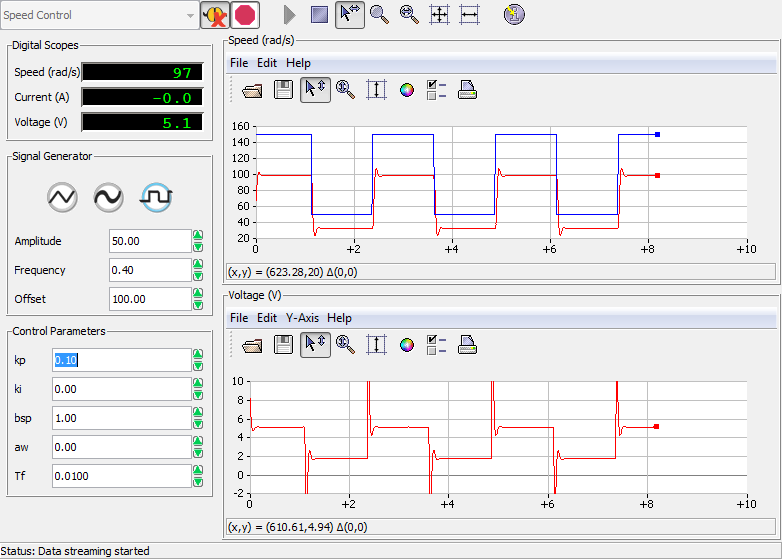 Speed Control
Digital Scopes
Speed (rad/s) 97
Current (A) -0.0
Voltage (V) 5.1
Signal Generator
Amplitude 50.00
Frequency 0.40
Offset 100.00
Control Parameters
kp 0.10
ki 0.00
bsp 1.00
aw 0.00
Tf 0.0100
Speed (rad/s)
File Edit Help
160
140
120
100
80
60
40
20
0 +2 +4 +6 +8 +10
(x,y) = (623.28,20) Δ(0,0)
Voltage (V)
File Edit Y-Axis Help
10
8
6
4
2
0
-2
0 +2 +4 +6 +8 +10
(x,y) = (610.61,4.94) Δ(0,0)
Status: Data streaming started